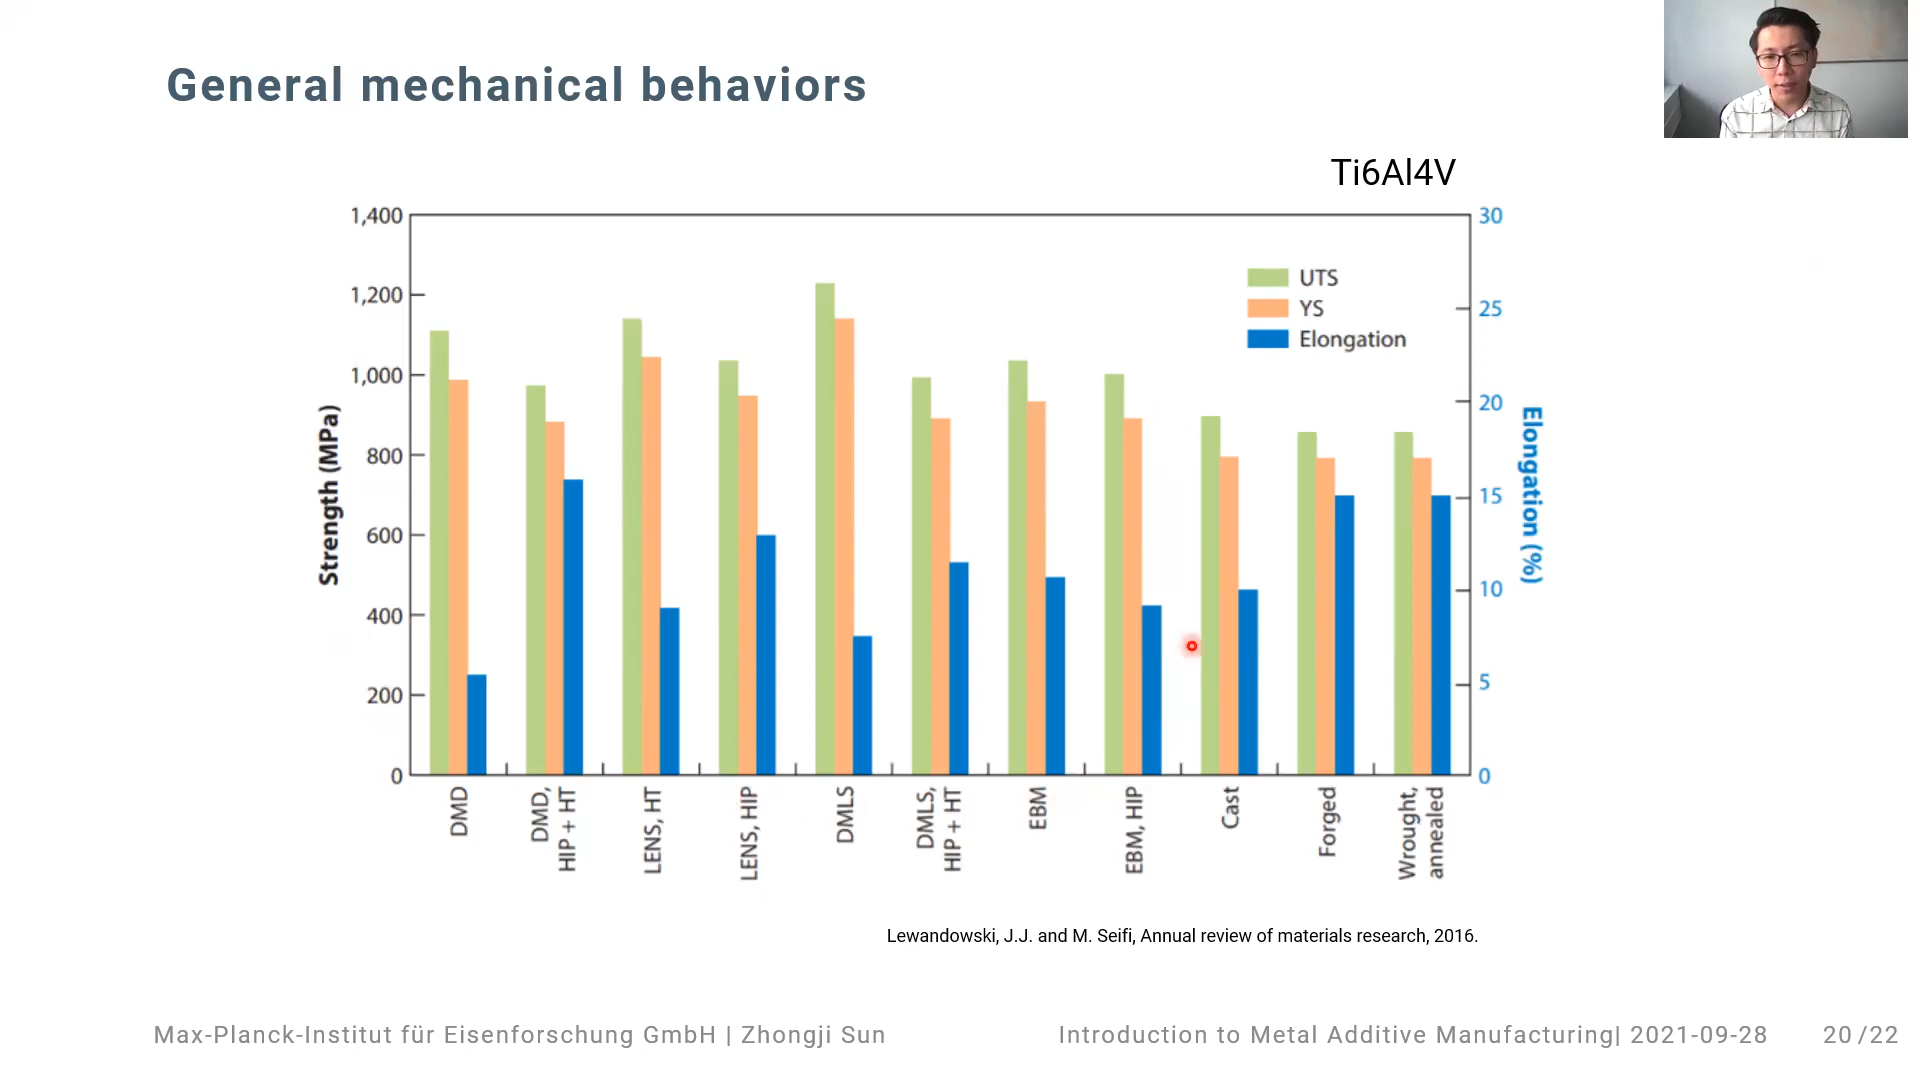 General mechanical behaviors
Ti6Al4V
1,400
1,200
1,000
800
600
400
200
0
Strength (MPa)
30
25
20
15
10
5
0
Elongation (%)
UTS
YS
Elongation
DMD
DMD,
HIP + HT
LENS, HT
LENS, HIP
DMLS
DMLS,
HIP + HT
EBM
EBM, HIP
Cast
Forged
Wrought,
annealed
Lewandowski, J.J. and M. Seifi, Annual review of materials research, 2016.
Max-Planck-Institut für Eisenforschung GmbH | Zhongji Sun
Introduction to Metal Additive Manufacturing| 2021-09-28
20/22